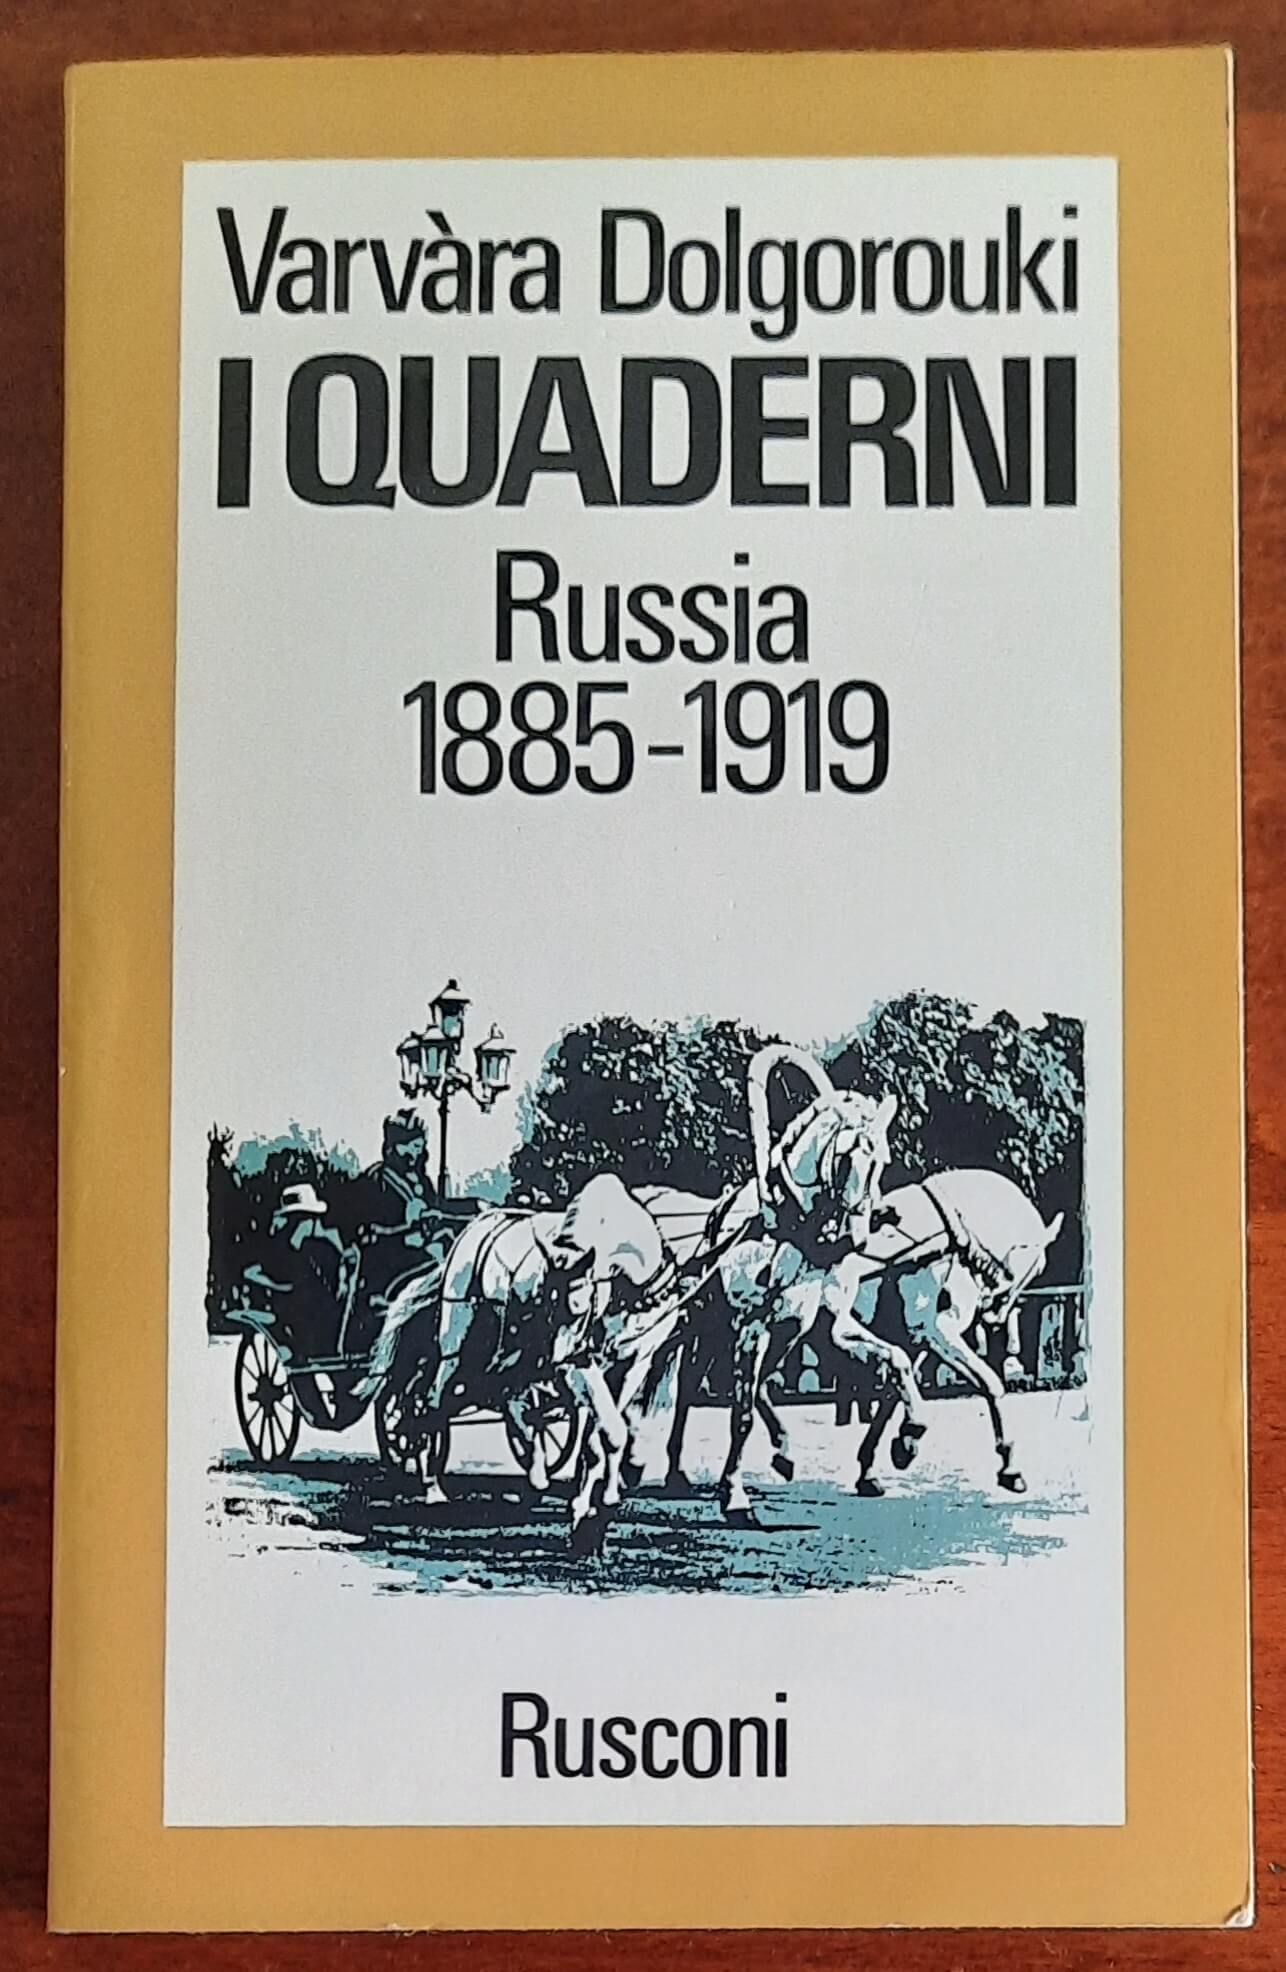 Varvàra Dolgorouki
I QUADERNI
Russia
1885-1919
Rusconi